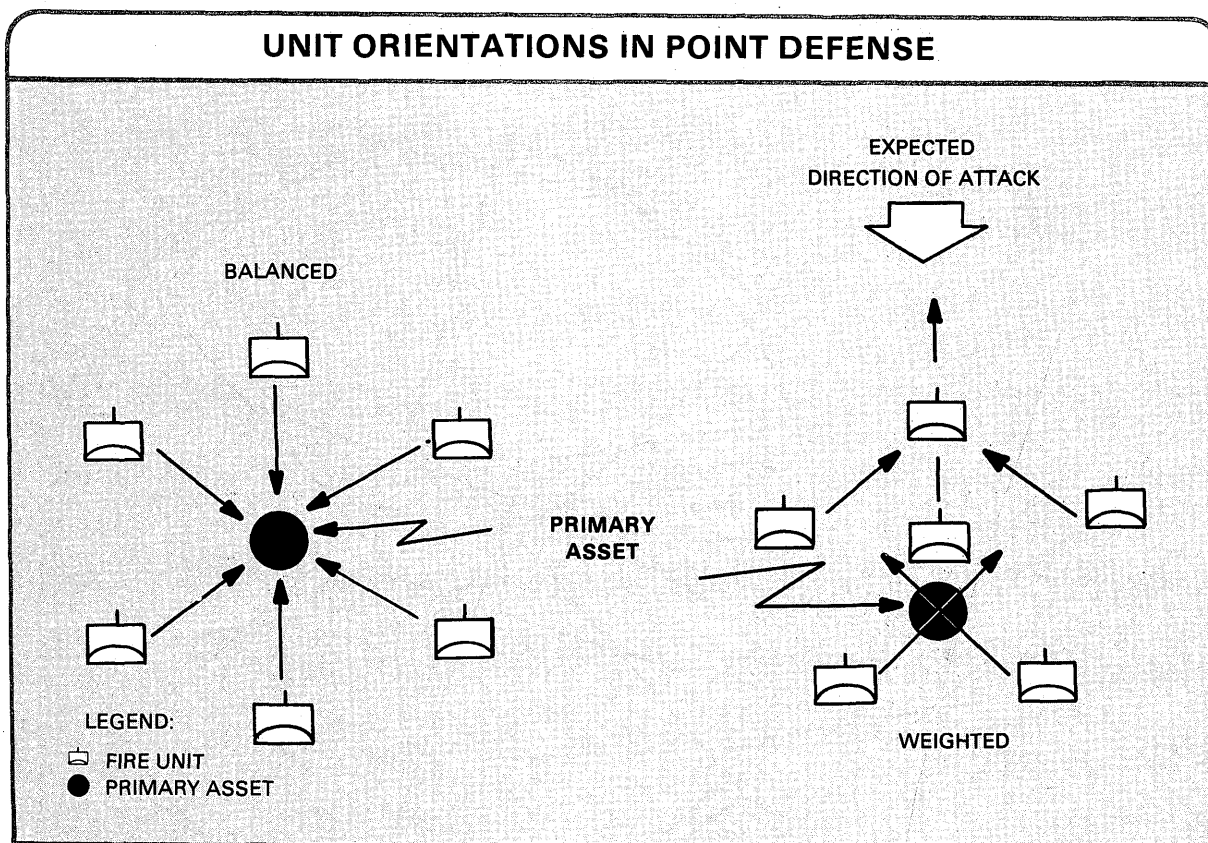 UNIT ORIENTATIONS IN POINT DEFENSE
EXPECTED
DIRECTION OF ATTACK
BALANCED
PRIMARY
ASSET
WEIGHTED
LEGEND:
FIRE UNIT
PRIMARY ASSET